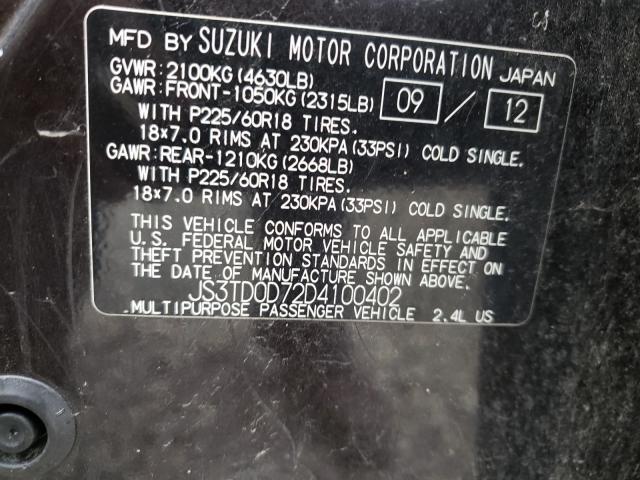 MFD BY SUZUKI MOTOR CORPORATION JAPAN
GVWR:2100KG(4630LB)
GAWR:FRONT-1050KG(2315LB) 09 / 12
WITH P225/60R18 TIRES.
18×7.0 RIMS AT 230KPA(33PSI) COLD SINGLE.
GAWR:REAR-1210KG(2668LB)
WITH P225/60R18 TIRES.
18×7.0 RIMS AT 230KPA(33PSI) COLD SINGLE.
THIS VEHICLE CONFORMS TO ALL APPLICABLE
U.S. FEDERAL MOTOR VEHICLE SAFETY AND
THEFT PREVENTION STANDARDS IN EFFECT ON
THE DATE OF MANUFACTURE SHOWN ABOVE.
JS3TD0D72D4100402
MULTIPURPOSE PASSENGER VEHICLE 2.4L US